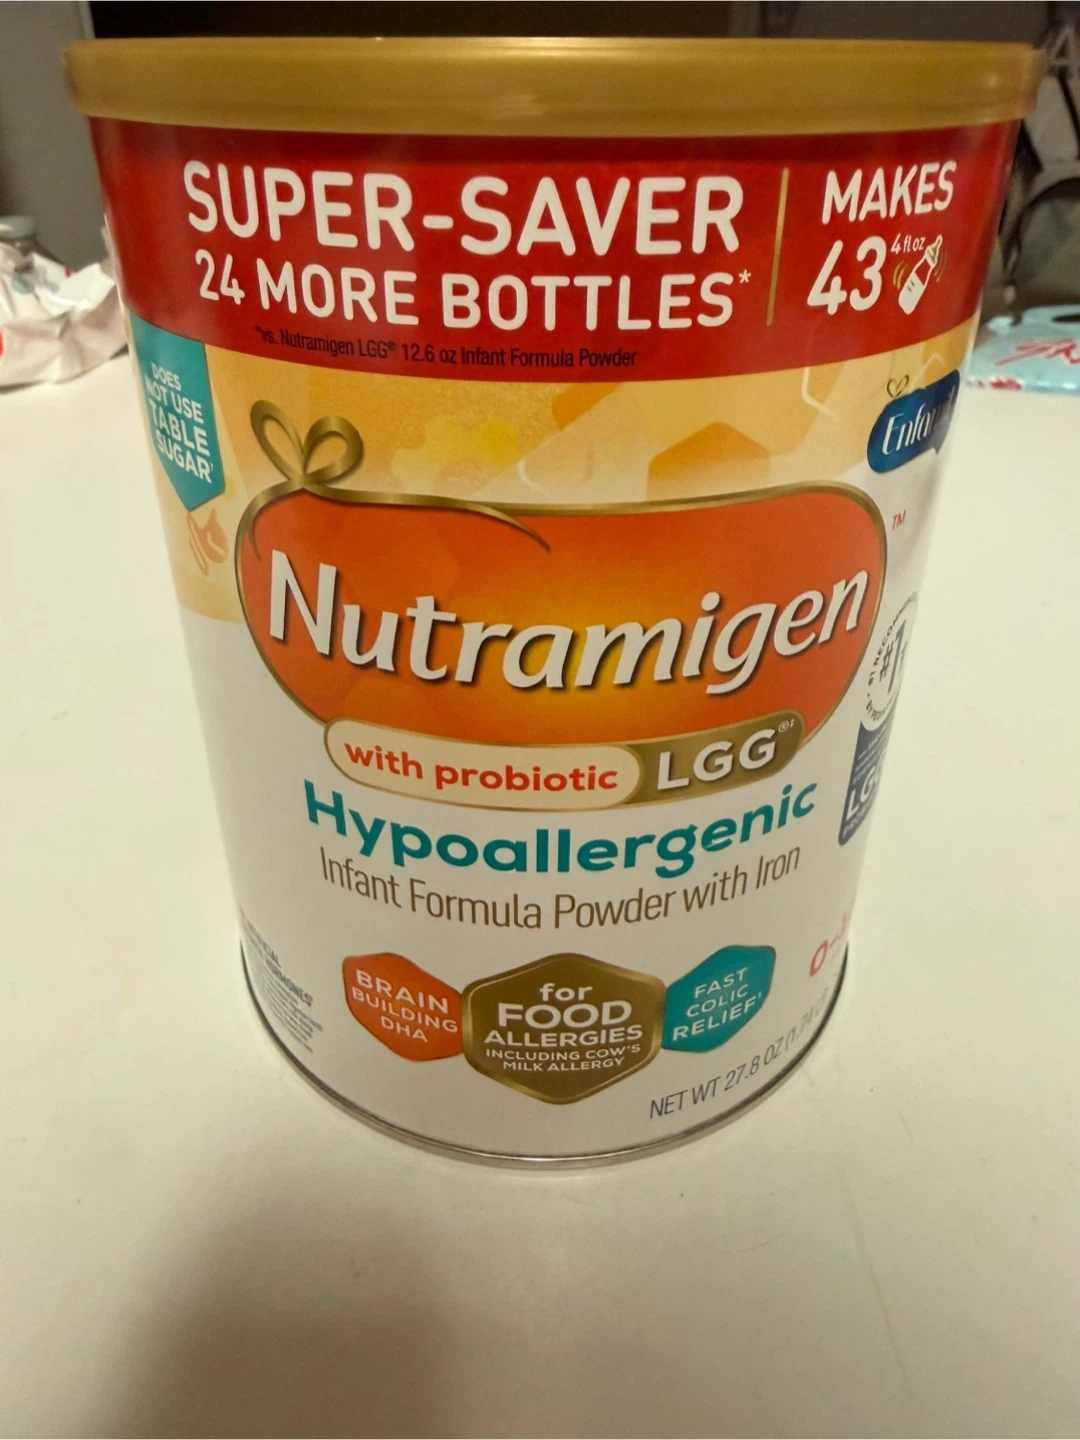 SUPER-SAVER
24 MORE BOTTLES*
*vs. Nutramigen LGG® 12.6 oz Infant Formula Powder
MAKES
43 4 fl oz
DOES
NOT USE
TABLE
SUGAR
Nutramigen
TM
with probiotic LGG®
Hypoallergenic
Infant Formula Powder with Iron
#1
BRAIN
BUILDING
DHA
for
FOOD
ALLERGIES
INCLUDING COW'S
MILK ALLERGY
FAST
COLIC
RELIEF
NET WT 27.8 OZ